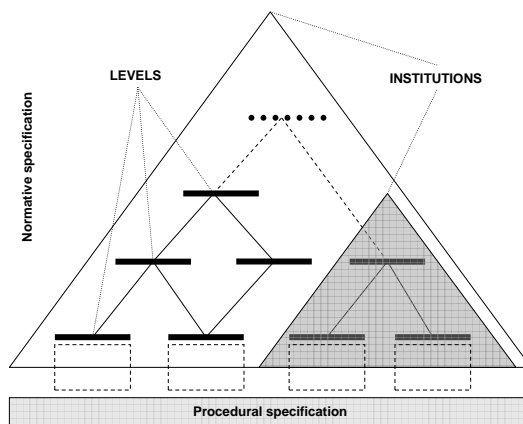 LEVELS
INSTITUTIONS
Normative specification
Procedural specification